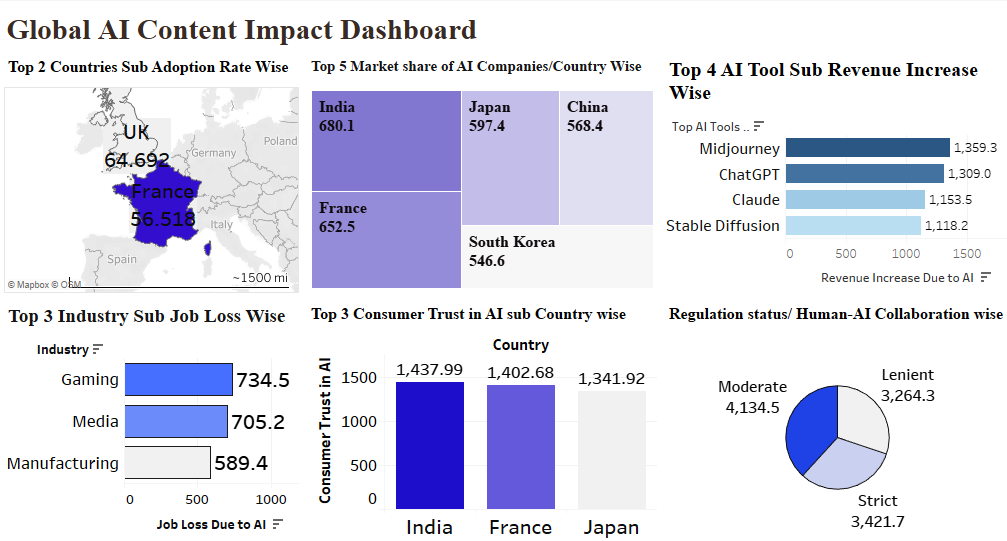 Global AI Content Impact Dashboard
Top 2 Countries Sub Adoption Rate Wise
UK
64.692
Germany
Poland
France
56.518
Italy
Spain
~1500 mi
© Mapbox © OSM
Top 5 Market share of AI Companies/Country Wise
India
680.1
Japan
597.4
China
568.4
France
652.5
South Korea
546.6
Top 4 AI Tool Sub Revenue Increase
Wise
Top AI Tools ..
Midjourney 1,359.3
ChatGPT 1,309.0
Claude 1,153.5
Stable Diffusion 1,118.2
0 500 1000 1500
Revenue Increase Due to AI
Top 3 Industry Sub Job Loss Wise
Industry
Gaming 734.5
Media 705.2
Manufacturing 589.4
0 500 1000
Job Loss Due to AI
Top 3 Consumer Trust in AI sub Country wise
Country
Consumer Trust in AI
1500
1000
500
0
1,437.99 1,402.68 1,341.92
India France Japan
Regulation status/ Human-AI Collaboration wise
Moderate
4,134.5
Lenient
3,264.3
Strict
3,421.7